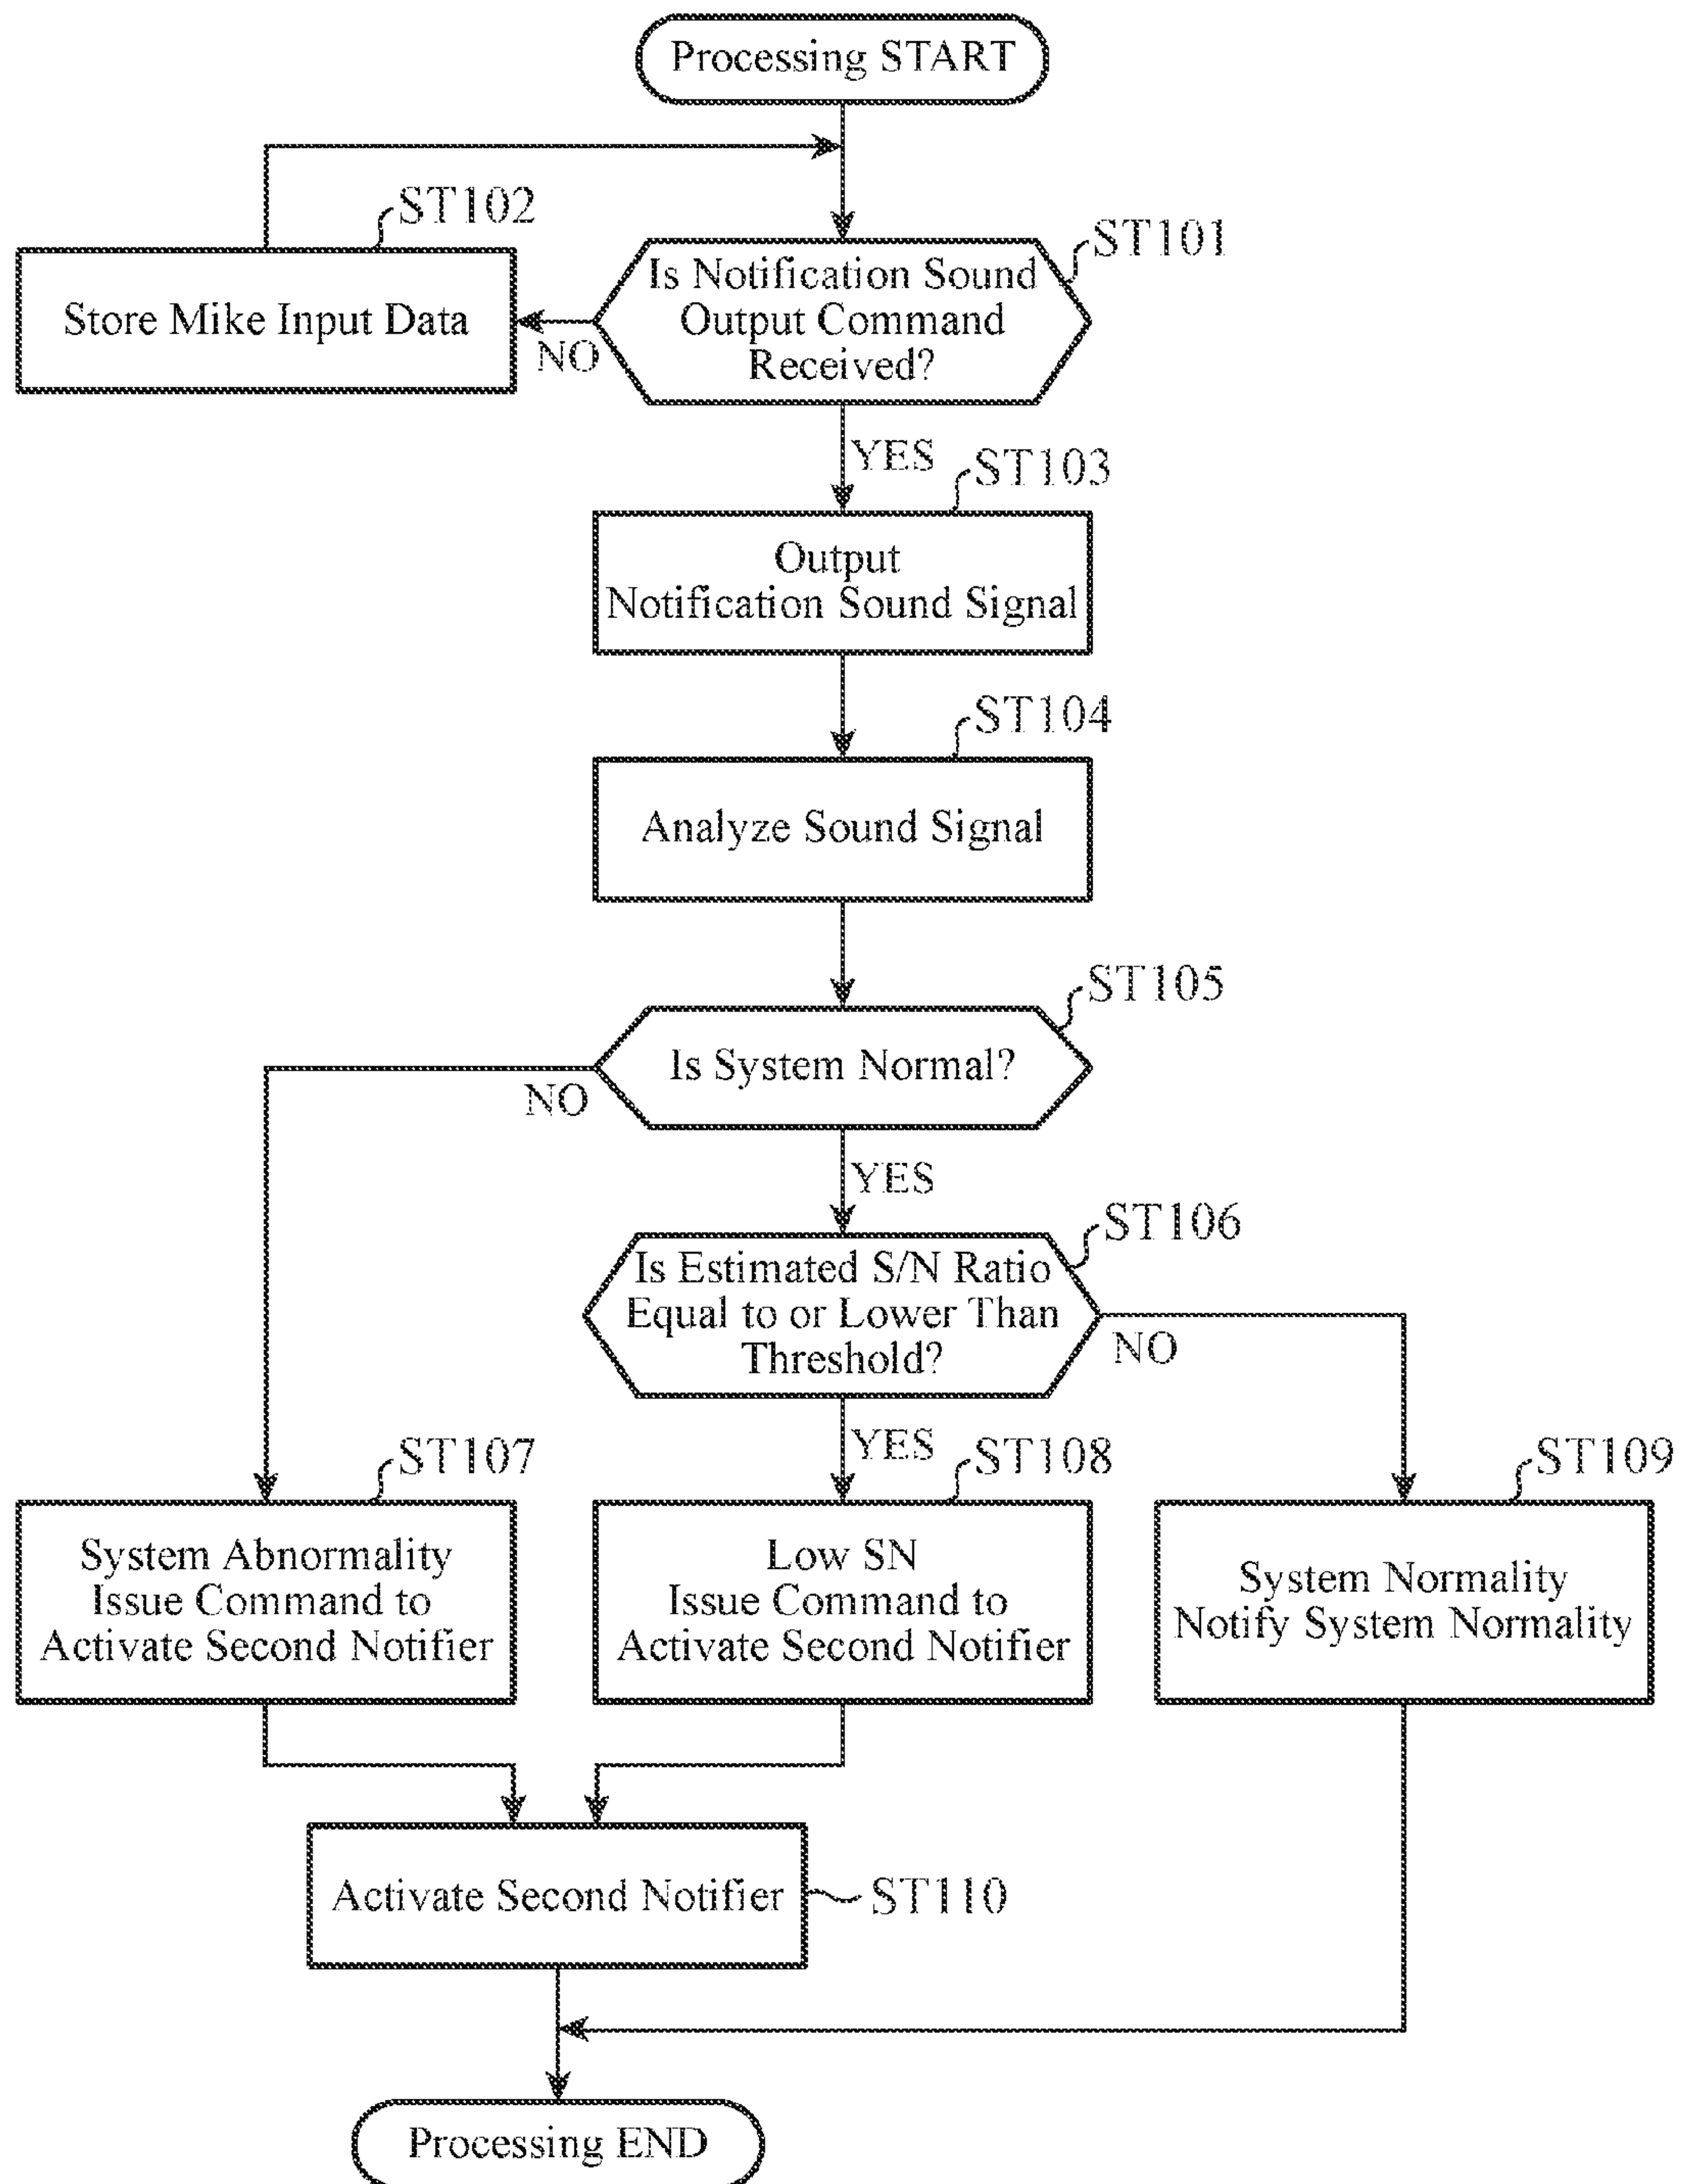 Processing START
ST102
ST101
Is Notification Sound
Output Command
Received?
Store Mike Input Data
NO
YES
ST103
Output
Notification Sound Signal
ST104
Analyze Sound Signal
ST105
Is System Normal?
NO
YES
ST106
Is Estimated S/N Ratio
Equal to or Lower Than
Threshold?
NO
YES
ST107
ST108
ST109
System Abnormality
Issue Command to
Activate Second Notifier
Low SN
Issue Command to
Activate Second Notifier
System Normality
Notify System Normality
Activate Second Notifier
ST110
Processing END